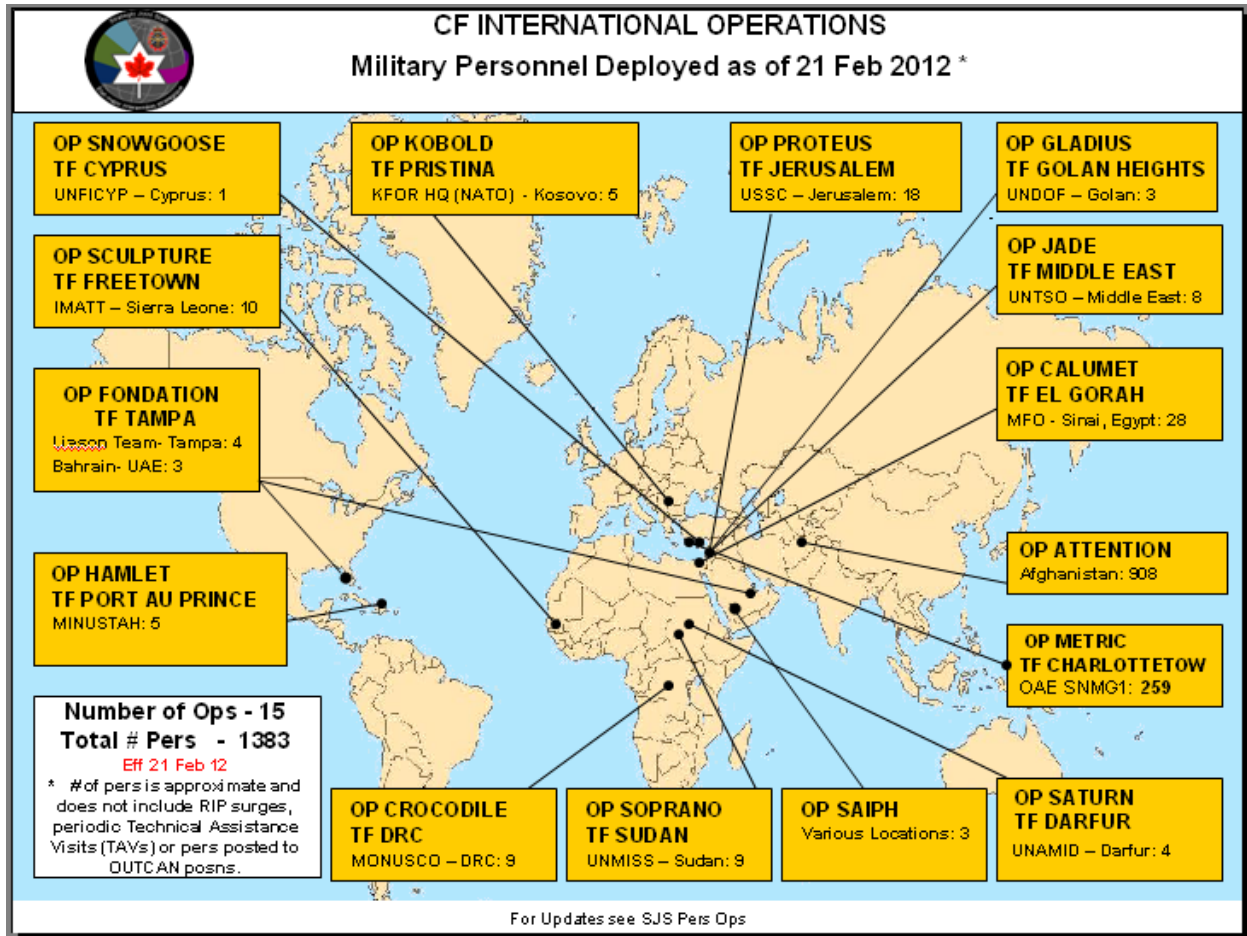 CF INTERNATIONAL OPERATIONS
Military Personnel Deployed as of 21 Feb 2012 *
OP SNOWGOOSE
TF CYPRUS
UNFICYP – Cyprus: 1
OP KOBOLD
TF PRISTINA
KFOR HQ (NATO) - Kosovo: 5
OP PROTEUS
TF JERUSALEM
USSC – Jerusalem: 18
OP GLADIUS
TF GOLAN HEIGHTS
UNDOF – Golan: 3
OP SCULPTURE
TF FREETOWN
IMATT – Sierra Leone: 10
OP JADE
TF MIDDLE EAST
UNTSO – Middle East: 8
OP FONDATION
TF TAMPA
Liason Team- Tampa: 4
Bahrain- UAE: 3
OP CALUMET
TF EL GORAH
MFO - Sinai, Egypt: 28
OP HAMLET
TF PORT AU PRINCE
MINUSTAH: 5
OP ATTENTION
Afghanistan: 908
OP METRIC
TF CHARLOTTETOW
OAE SNMG1: 259
Number of Ops - 15
Total # Pers - 1383
Eff 21 Feb 12
* # of pers is approximate and
does not include RIP surges,
periodic Technical Assistance
Visits (TAVs) or pers posted to
OUTCAN posns.
OP CROCODILE
TF DRC
MONUSCO – DRC: 9
OP SOPRANO
TF SUDAN
UNMISS – Sudan: 9
OP SAIPH
Various Locations: 3
OP SATURN
TF DARFUR
UNAMID – Darfur: 4
For Updates see SJS Pers Ops